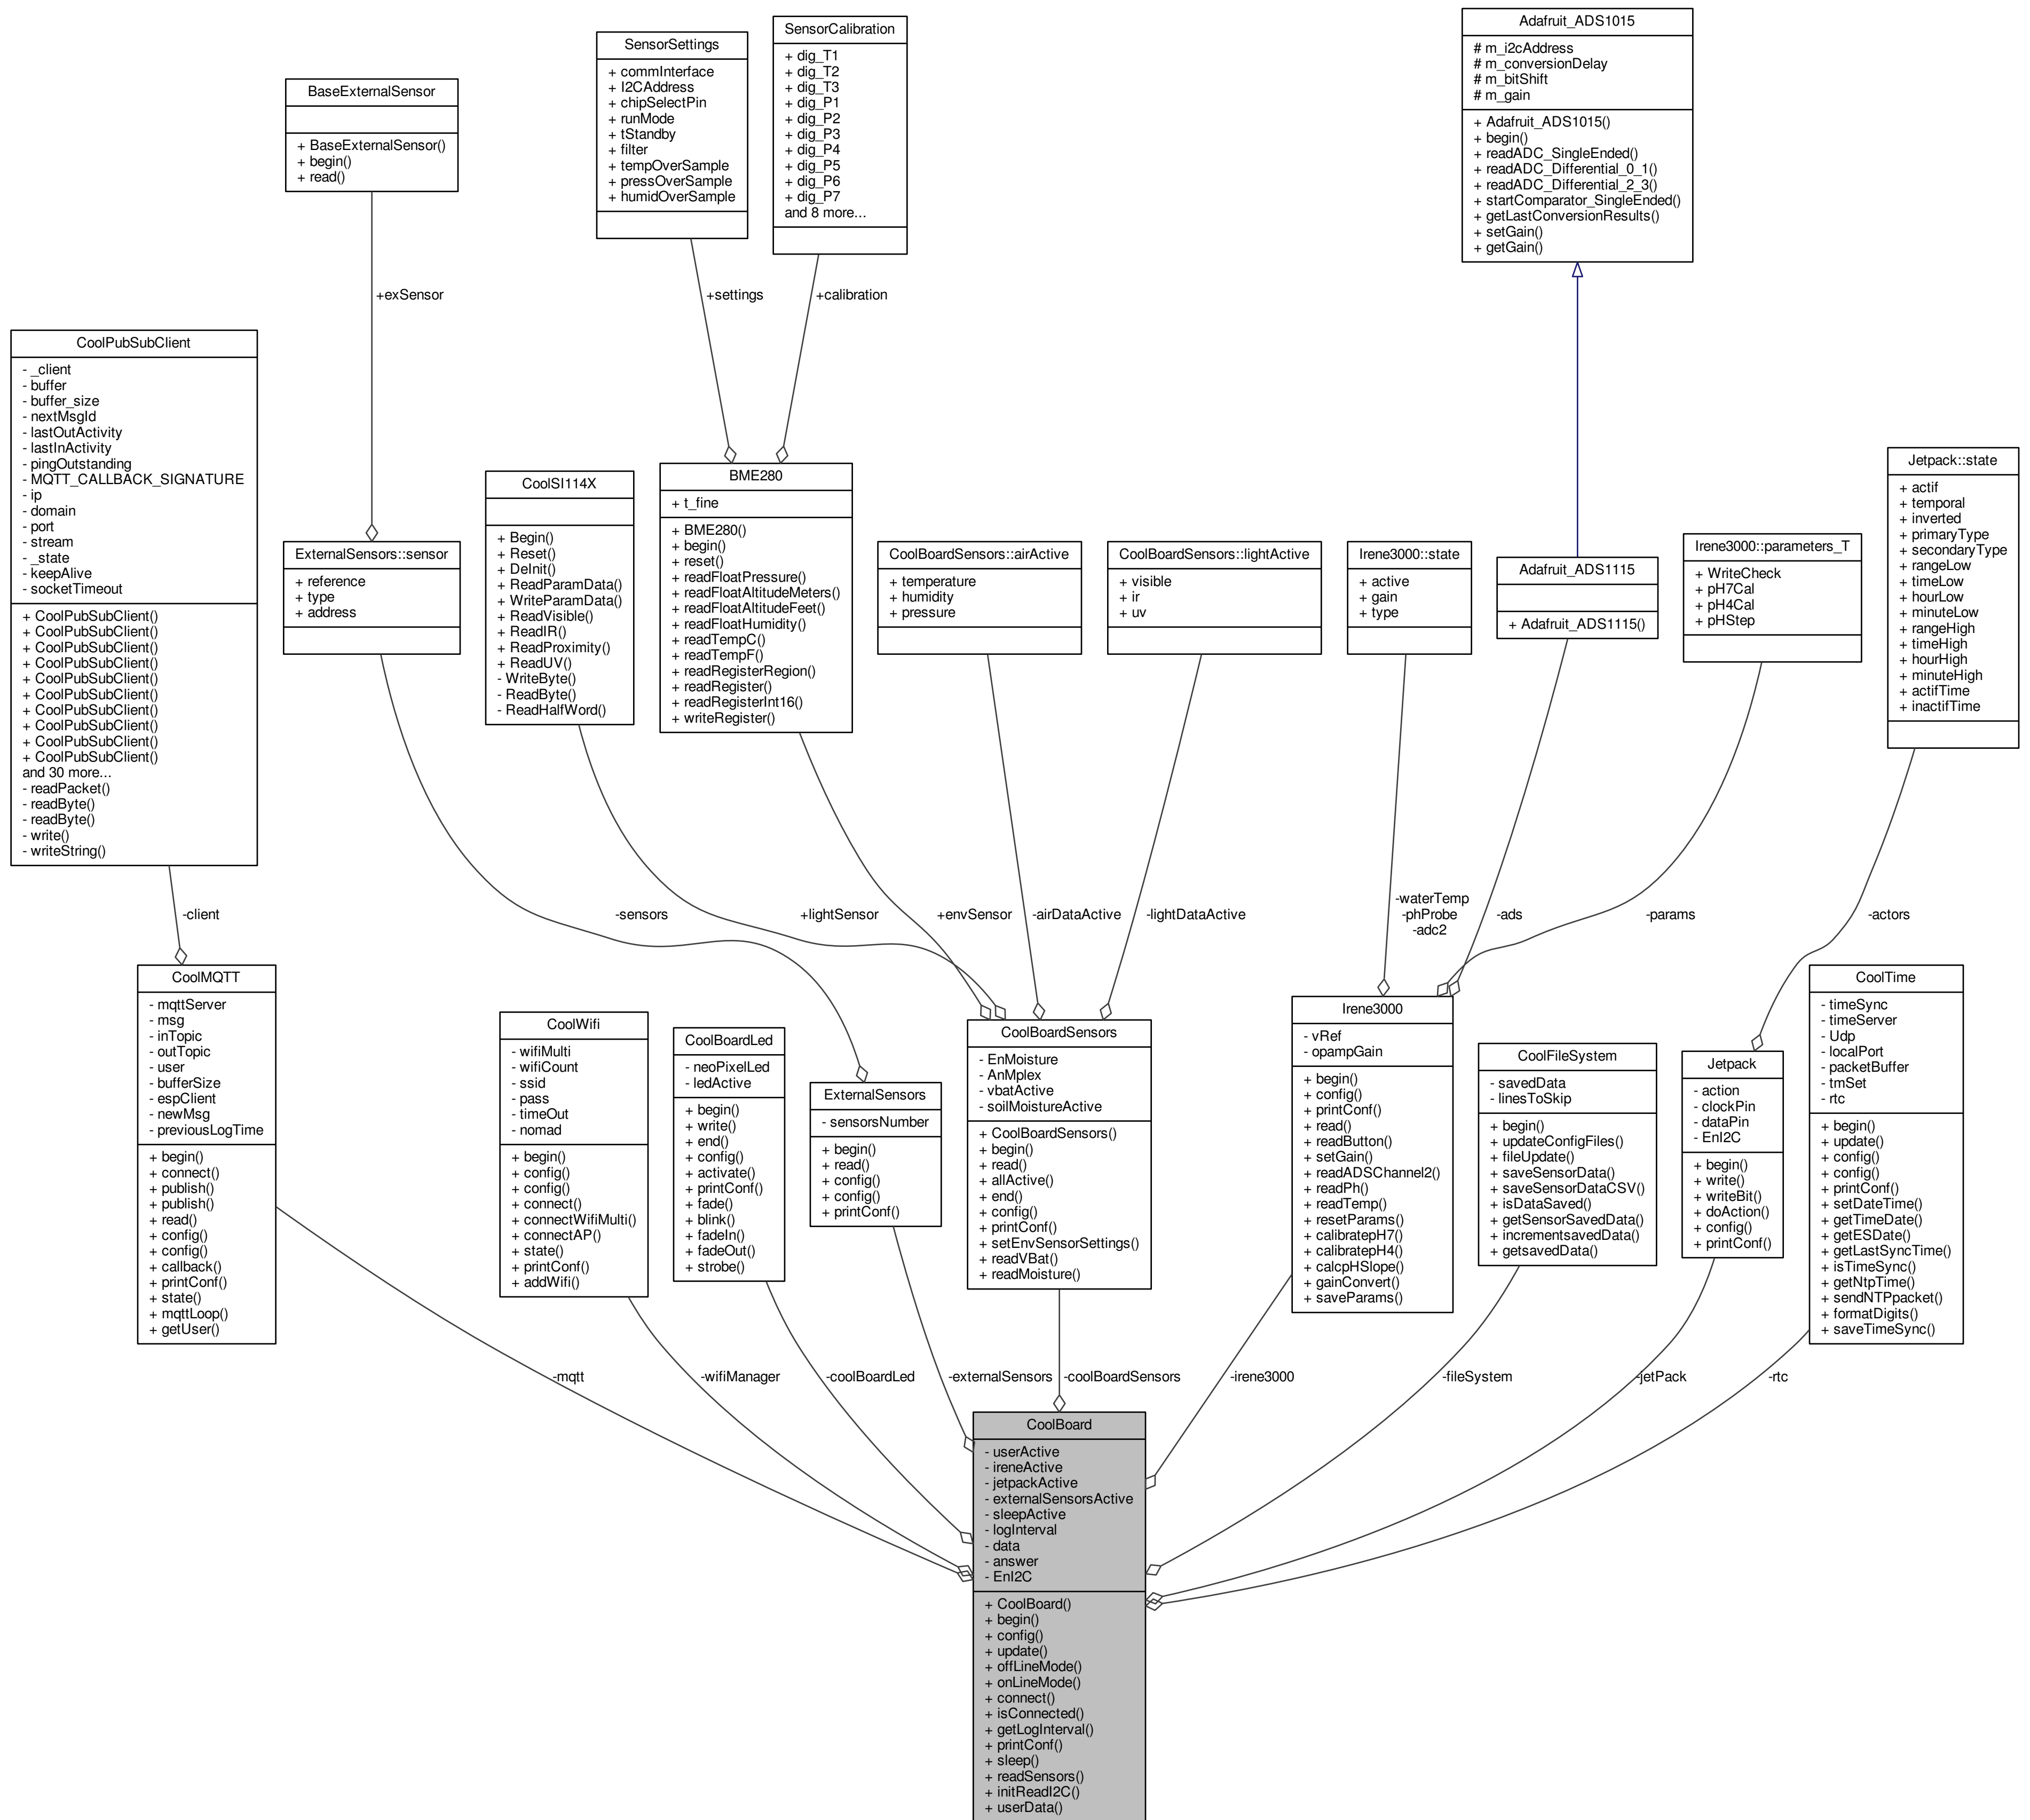 Adafruit_ADS1015
# m_i2cAddress
# m_conversionDelay
# m_bitShift
# m_gain
+ Adafruit_ADS1015()
+ begin()
+ readADC_SingleEnded()
+ readADC_Differential_0_1()
+ readADC_Differential_2_3()
+ startComparator_SingleEnded()
+ getLastConversionResults()
+ setGain()
+ getGain()
SensorCalibration
+ dig_T1
+ dig_T2
+ dig_T3
+ dig_P1
+ dig_P2
+ dig_P3
+ dig_P4
+ dig_P5
+ dig_P6
+ dig_P7
and 8 more...
SensorSettings
+ commInterface
+ I2CAddress
+ chipSelectPin
+ runMode
+ tStandby
+ filter
+ tempOverSample
+ pressOverSample
+ humidOverSample
BaseExternalSensor
+ BaseExternalSensor()
+ begin()
+ read()
+exSensor
+settings
+calibration
CoolPubSubClient
- _client
- buffer
- buffer_size
- nextMsgId
- lastOutActivity
- lastInActivity
- pingOutstanding
- MQTT_CALLBACK_SIGNATURE
- ip
- domain
- port
- stream
- _state
- keepAlive
- socketTimeout
+ CoolPubSubClient()
+ CoolPubSubClient()
+ CoolPubSubClient()
+ CoolPubSubClient()
+ CoolPubSubClient()
+ CoolPubSubClient()
+ CoolPubSubClient()
+ CoolPubSubClient()
+ CoolPubSubClient()
+ CoolPubSubClient()
and 30 more...
- readPacket()
- readByte()
- readByte()
- write()
- writeString()
ExternalSensors::sensor
+ reference
+ type
+ address
CoolSI114X
+ Begin()
+ Reset()
+ DeInit()
+ ReadParamData()
+ WriteParamData()
+ ReadVisible()
+ ReadIR()
+ ReadProximity()
+ ReadUV()
- WriteByte()
- ReadByte()
- ReadHalfWord()
BME280
+ t_fine
+ BME280()
+ begin()
+ reset()
+ readFloatPressure()
+ readFloatAltitudeMeters()
+ readFloatAltitudeFeet()
+ readFloatHumidity()
+ readTempC()
+ readTempF()
+ readRegisterRegion()
+ readRegister()
+ readRegisterInt16()
+ writeRegister()
CoolBoardSensors::airActive
+ temperature
+ humidity
+ pressure
CoolBoardSensors::lightActive
+ visible
+ ir
+ uv
Irene3000::state
+ active
+ gain
+ type
Adafruit_ADS1115
+ Adafruit_ADS1115()
Irene3000::parameters_T
+ WriteCheck
+ pH7Cal
+ pH4Cal
+ pHStep
Jetpack::state
+ actif
+ temporal
+ inverted
+ primaryType
+ secondaryType
+ rangeLow
+ timeLow
+ hourLow
+ minuteLow
+ rangeHigh
+ timeHigh
+ hourHigh
+ minuteHigh
+ actifTime
+ inactifTime
-client
-sensors
+lightSensor
+envSensor
-airDataActive
-lightDataActive
-waterTemp
-phProbe
-adc2
-ads
-params
-actors
CoolMQTT
- mqttServer
- msg
- inTopic
- outTopic
- user
- bufferSize
- espClient
- newMsg
- previousLogTime
+ begin()
+ connect()
+ publish()
+ publish()
+ read()
+ config()
+ config()
+ callback()
+ printConf()
+ state()
+ mqttLoop()
+ getUser()
CoolWifi
- wifiMulti
- wifiCount
- ssid
- pass
- timeOut
- nomad
+ begin()
+ config()
+ config()
+ connect()
+ connectWifiMulti()
+ connectAP()
+ state()
+ printConf()
+ addWifi()
CoolBoardLed
- neoPixelLed
- ledActive
+ begin()
+ write()
+ end()
+ config()
+ activate()
+ printConf()
+ fade()
+ blink()
+ fadeIn()
+ fadeOut()
+ strobe()
ExternalSensors
- sensorsNumber
+ begin()
+ read()
+ config()
+ config()
+ printConf()
CoolBoardSensors
- EnMoisture
- AnMplex
- vbatActive
- soilMoistureActive
+ CoolBoardSensors()
+ begin()
+ read()
+ allActive()
+ end()
+ config()
+ printConf()
+ setEnvSensorSettings()
+ readVBat()
+ readMoisture()
Irene3000
- vRef
- opampGain
+ begin()
+ config()
+ printConf()
+ read()
+ readButton()
+ setGain()
+ readADSChannel2()
+ readPh()
+ readTemp()
+ resetParams()
+ calibratepH7()
+ calibratepH4()
+ calcpHSlope()
+ gainConvert()
+ saveParams()
CoolFileSystem
- savedData
- linesToSkip
+ begin()
+ updateConfigFiles()
+ fileUpdate()
+ saveSensorData()
+ saveSensorDataCSV()
+ isDataSaved()
+ getSensorSavedData()
+ incrementsavedData()
+ getsavedData()
Jetpack
- action
- clockPin
- dataPin
- EnI2C
+ begin()
+ write()
+ writeBit()
+ doAction()
+ config()
+ printConf()
CoolTime
- timeSync
- timeServer
- Udp
- localPort
- packetBuffer
- tmSet
- rtc
+ begin()
+ update()
+ config()
+ config()
+ printConf()
+ setDateTime()
+ getTimeDate()
+ getESDate()
+ getLastSyncTime()
+ isTimeSync()
+ getNtpTime()
+ sendNTPpacket()
+ formatDigits()
+ saveTimeSync()
-mqtt
-wifiManager
-coolBoardLed
-externalSensors
-coolBoardSensors
-irene3000
-fileSystem
-jetPack
-rtc
CoolBoard
- userActive
- ireneActive
- jetpackActive
- externalSensorsActive
- sleepActive
- logInterval
- data
- answer
- EnI2C
+ CoolBoard()
+ begin()
+ config()
+ update()
+ offLineMode()
+ onLineMode()
+ connect()
+ isConnected()
+ getLogInterval()
+ printConf()
+ sleep()
+ readSensors()
+ initReadI2C()
+ userData()